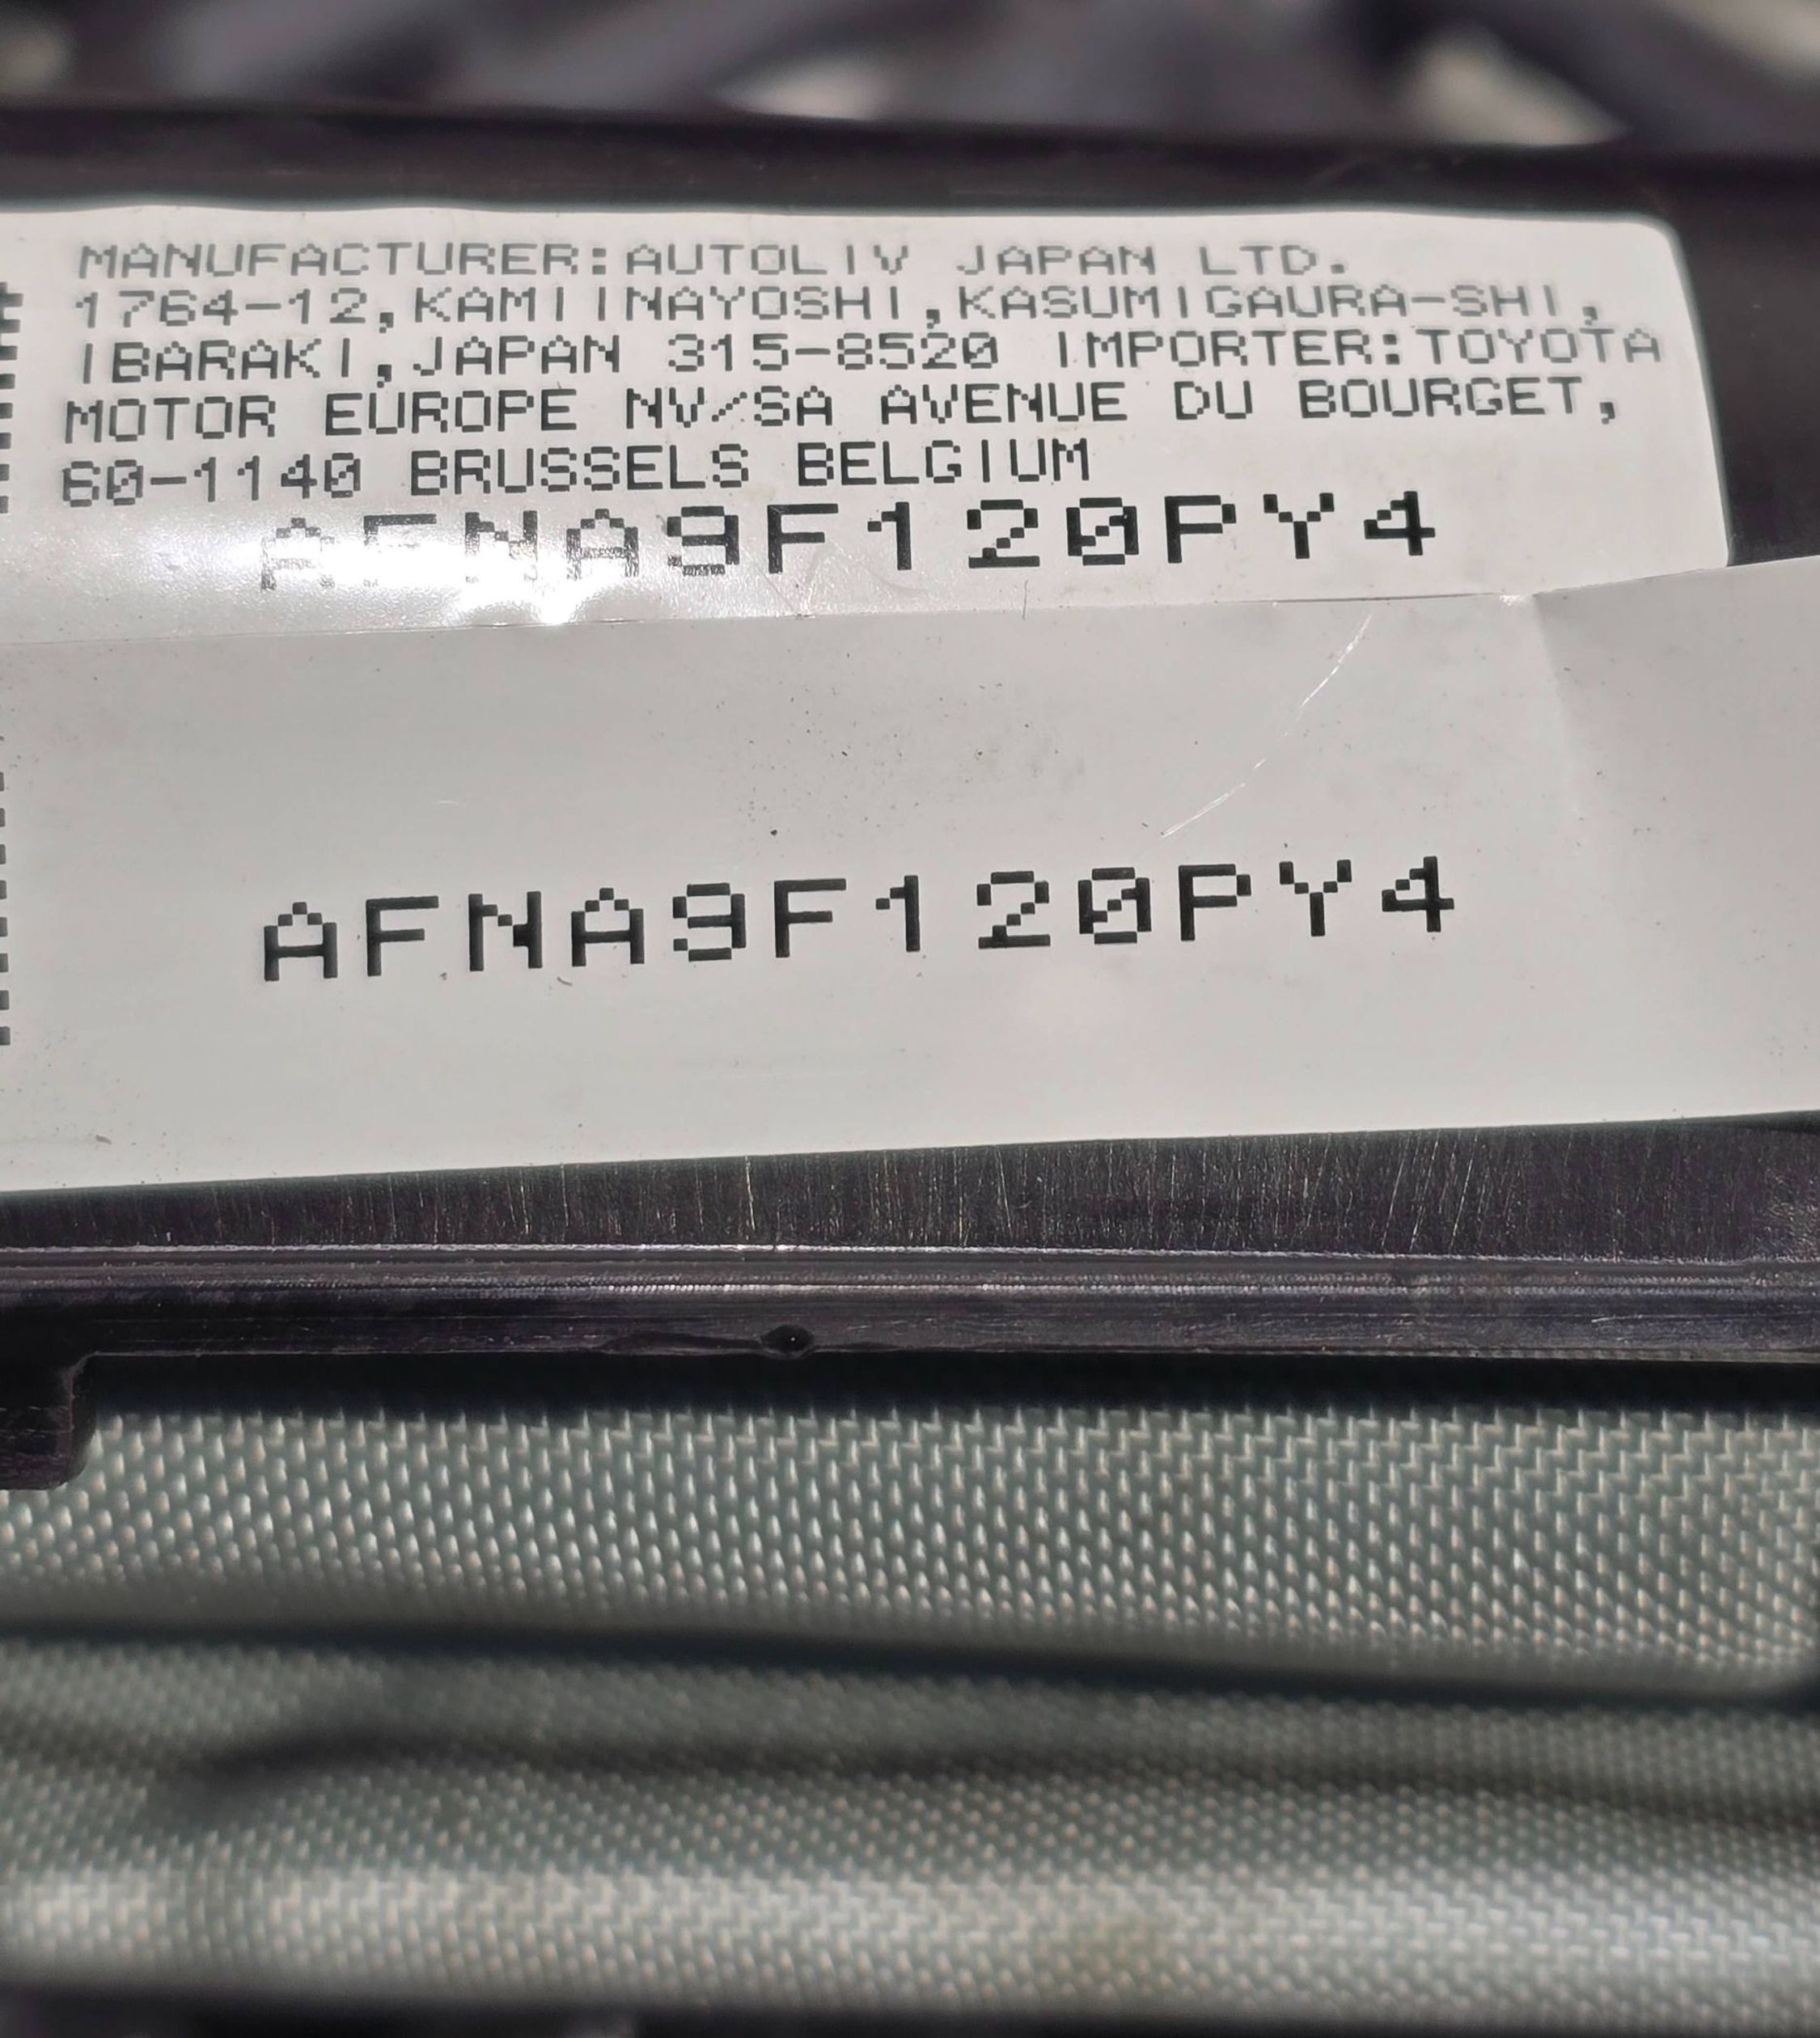 MANUFACTURER:AUTOLIV JAPAN LTD.
1764-12,KAMIINAYOSHI,KASUMIGAURA-SHI,
IBARAKI,JAPAN 315-8520 IMPORTER:TOYOTA
MOTOR EUROPE NV/SA AVENUE DU BOURGET,
60-1140 BRUSSELS BELGIUM
AFNA9F120PY4
AFNA9F120PY4